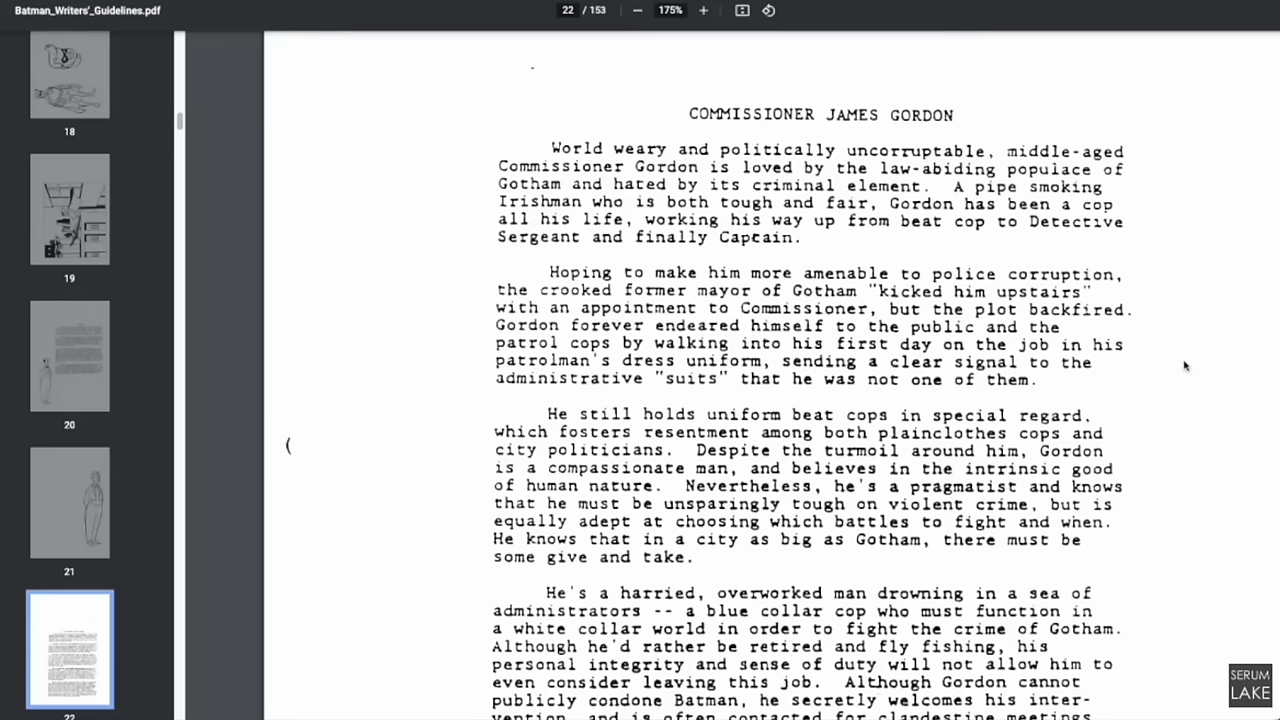 Batman_Writers'_Guidelines.pdf
22 / 153
175%
18
19
20
21
22
COMMISSIONER JAMES GORDON
World weary and politically uncorruptable, middle-aged
Commissioner Gordon is loved by the law-abiding populace of
Gotham and hated by its criminal element. A pipe smoking
Irishman who is both tough and fair, Gordon has been a cop
all his life, working his way up from beat cop to Detective
Sergeant and finally Captain.
Hoping to make him more amenable to police corruption,
the crooked former mayor of Gotham "kicked him upstairs"
with an appointment to Commissioner, but the plot backfired.
Gordon forever endeared himself to the public and the
patrol cops by walking into his first day on the job in his
patrolman's dress uniform, sending a clear signal to the
administrative "suits" that he was not one of them.
He still holds uniform beat cops in special regard,
which fosters resentment among both plainclothes cops and
city politicians. Despite the turmoil around him, Gordon
is a compassionate man, and believes in the intrinsic good
of human nature. Nevertheless, he's a pragmatist and knows
that he must be unsparingly tough on violent crime, but is
equally adept at choosing which battles to fight and when.
He knows that in a city as big as Gotham, there must be
some give and take.
He's a harried, overworked man drowning in a sea of
administrators -- a blue collar cop who must function in
a white collar world in order to fight the crime of Gotham.
Although he'd rather be retired and fly fishing, his
personal integrity and sense of duty will not allow him to
even consider leaving this job. Although Gordon cannot
publicly condone Batman, he secretly welcomes his inter-
vention, and is often contacted for clandestine meetings
SERUM
LAKE